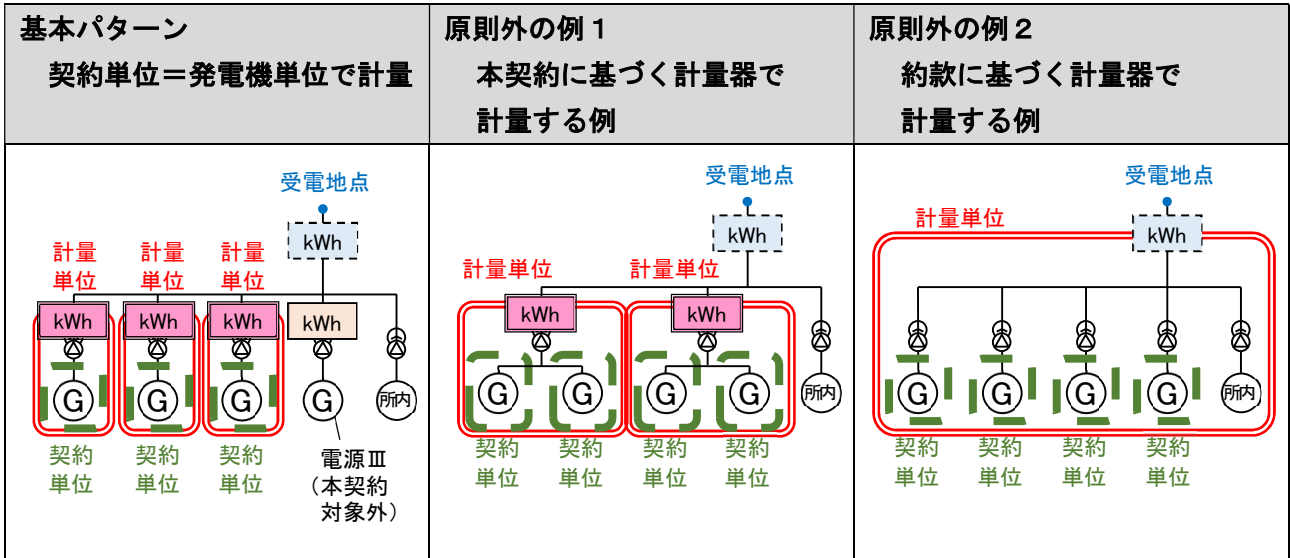 基本パターン
契約単位＝発電機単位で計量
原則外の例１
本契約に基づく計量器で
計量する例
原則外の例２
約款に基づく計量器で
計量する例
受電地点
kWh
計量
単位
計量
単位
計量
単位
kWh
kWh
kWh
kWh
G
G
G
G
所内
契約
単位
契約
単位
契約
単位
電源Ⅲ
（本契約
対象外）
受電地点
kWh
計量単位
計量単位
kWh
kWh
G
G
G
G
所内
契約
単位
契約
単位
契約
単位
契約
単位
受電地点
計量単位
kWh
G
G
G
G
所内
契約
単位
契約
単位
契約
単位
契約
単位